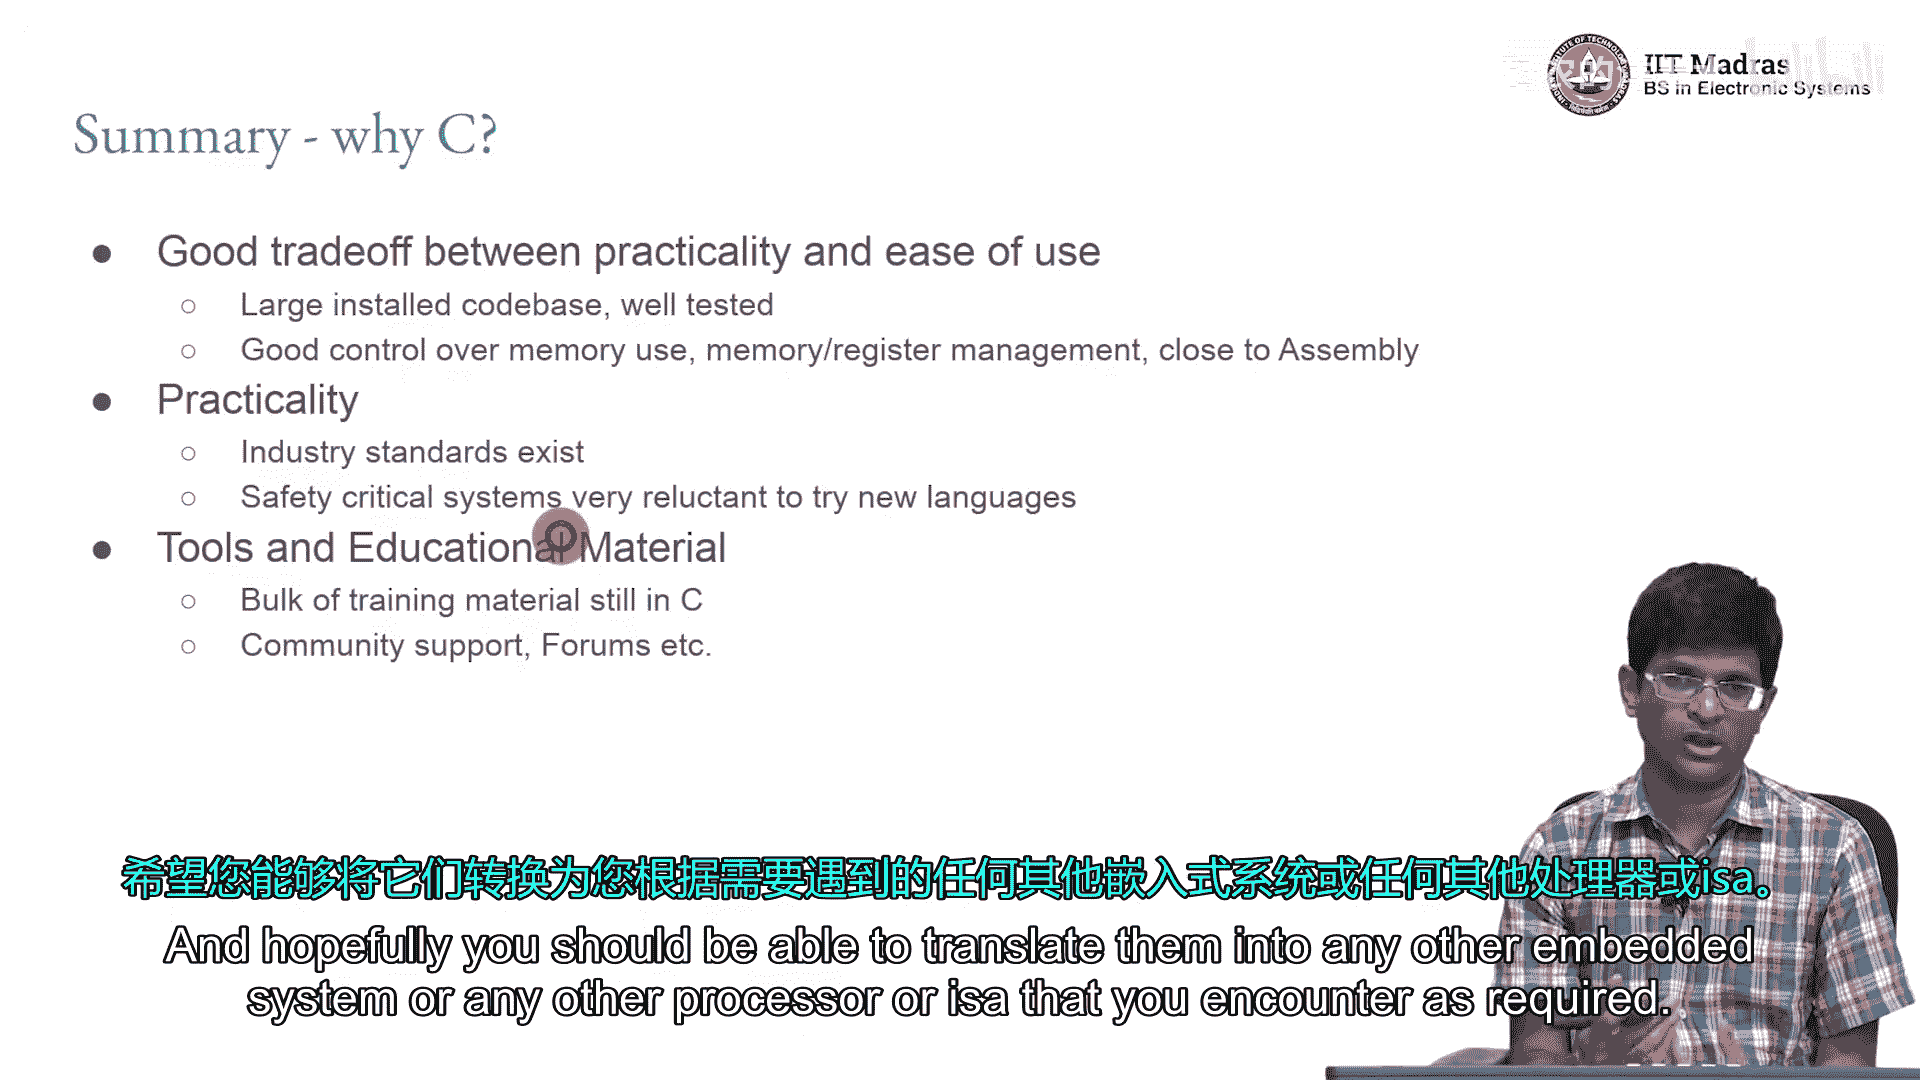 IIT Madras
BS in Electronic Systems
Summary - why C?
● Good tradeoff between practicality and ease of use
○ Large installed codebase, well tested
○ Good control over memory use, memory/register management, close to Assembly
● Practicality
○ Industry standards exist
○ Safety critical systems very reluctant to try new languages
● Tools and Educational Material
○ Bulk of training material still in C
○ Community support, Forums etc.
希望您能够将它们转换为您根据需要遇到的任何其他嵌入式系统或任何其他处理器或isa。
And hopefully you should be able to translate them into any other embedded
system or any other processor or isa that you encounter as required.